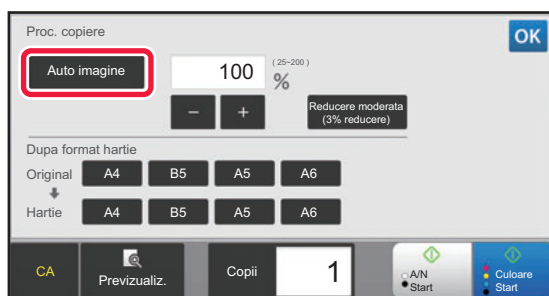 Proc. copiere
OK
Auto imagine
100
(25~200)
%
−
+
Reducere moderata
(3% reducere)
Dupa format hartie
Original
A4
B5
A5
A6
Hartie
A4
B5
A5
A6
CA
Previzualiz.
Copii
1
A/N
Start
Culoare
Start